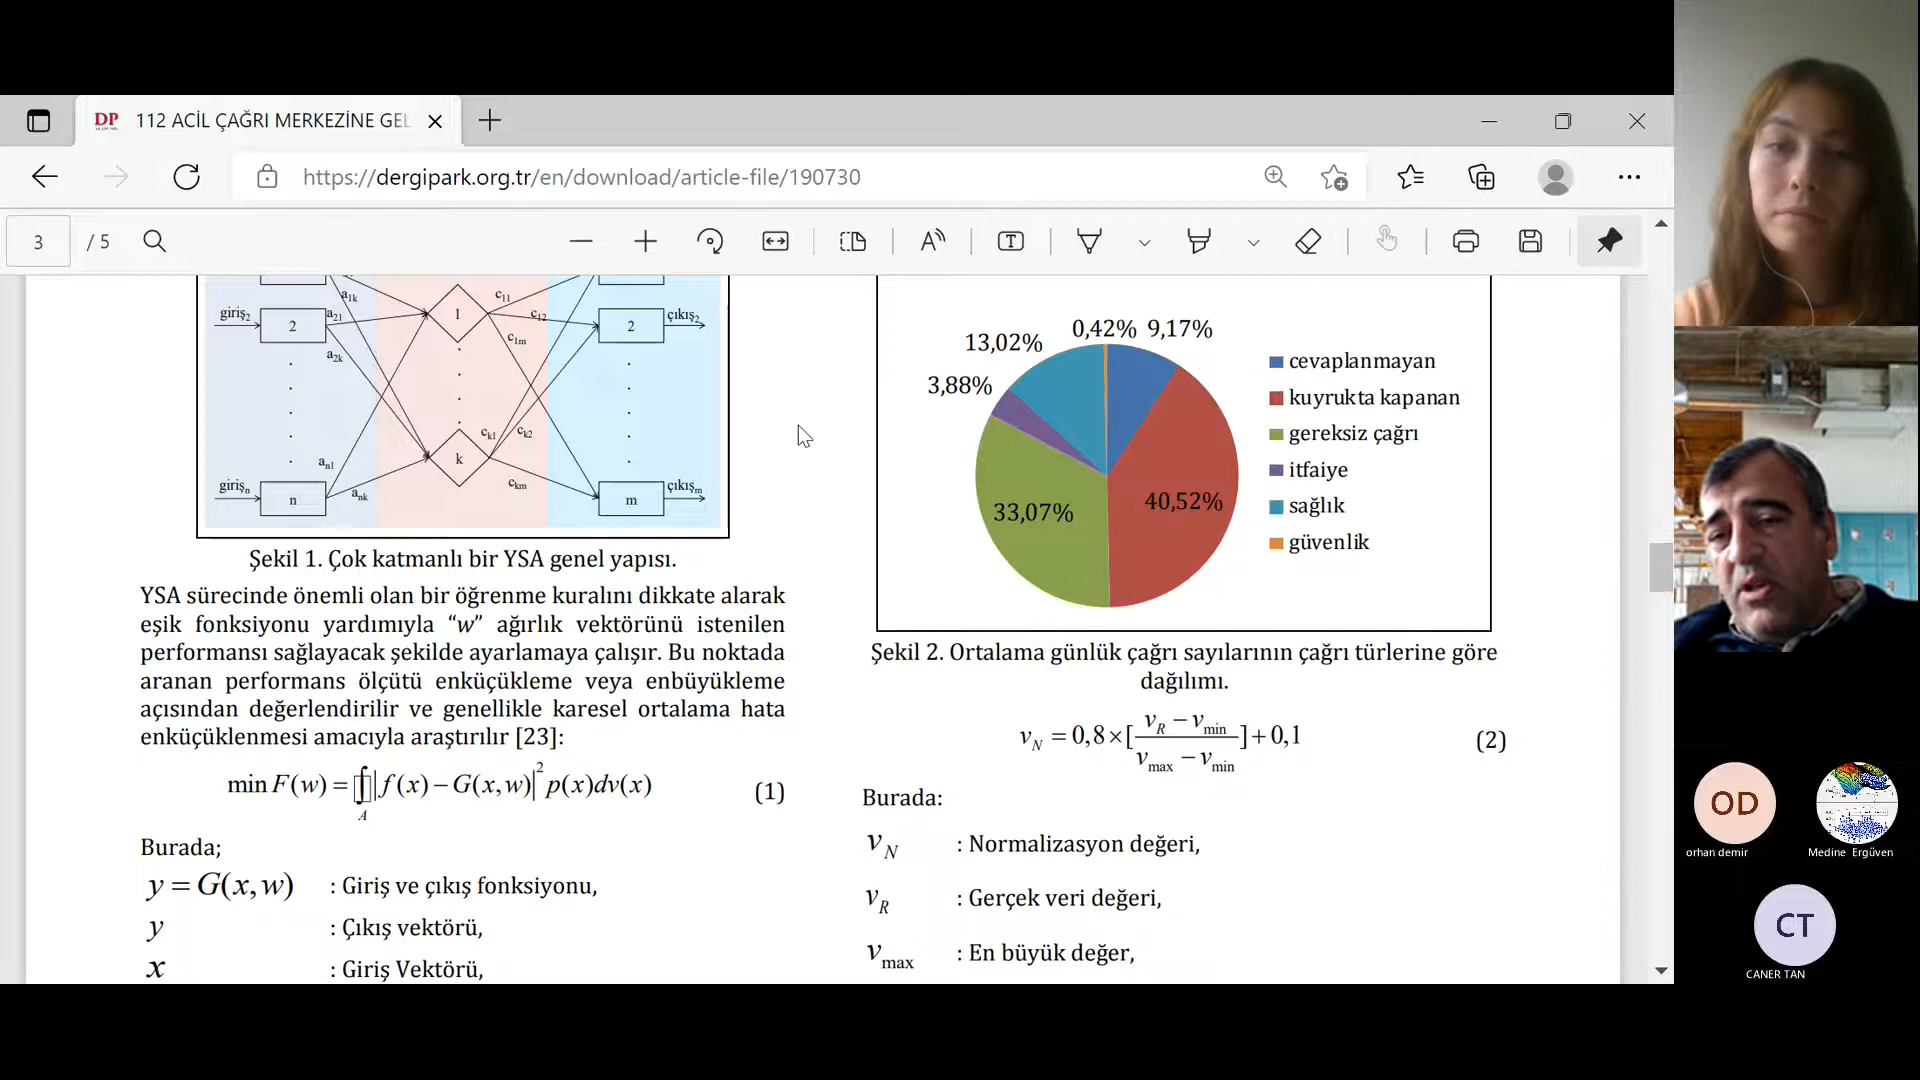 112 ACİL ÇAĞRI MERKEZİNE GEL
https://dergipark.org.tr/en/download/article-file/190730
3 / 5
a1k
c11
giriş2
2
a21
1
c12
2
çıkış2
a2k
c1m
an1
ck1
ck2
k
girişn
n
ank
ckm
m
çıkışm
Şekil 1. Çok katmanlı bir YSA genel yapısı.
YSA sürecinde önemli olan bir öğrenme kuralını dikkate alarak
eşik fonksiyonu yardımıyla “w” ağırlık vektörünü istenilen
performansı sağlayacak şekilde ayarlamaya çalışır. Bu noktada
aranan performans ölçütü enküçükleme veya enbüyükleme
açısından değerlendirilir ve genellikle karesel ortalama hata
enküçüklenmesi amacıyla araştırılır [23]:
min F(w) = ∫A |f(x) − G(x,w)|² p(x)dv(x) (1)
Burada;
y = G(x,w) : Giriş ve çıkış fonksiyonu,
y : Çıkış vektörü,
x : Giriş Vektörü,
0,42% 9,17%
13,02%
3,88%
33,07%
40,52%
cevaplanmayan
kuyrukta kapanan
gereksiz çağrı
itfaiye
sağlık
güvenlik
Şekil 2. Ortalama günlük çağrı sayılarının çağrı türlerine göre
dağılımı.
vN = 0,8×[(vR − vmin)/(vmax − vmin)]+0,1 (2)
Burada:
vN : Normalizasyon değeri,
vR : Gerçek veri değeri,
vmax : En büyük değer,
OD
orhan demir
Medine Ergüven
CT
CANER TAN